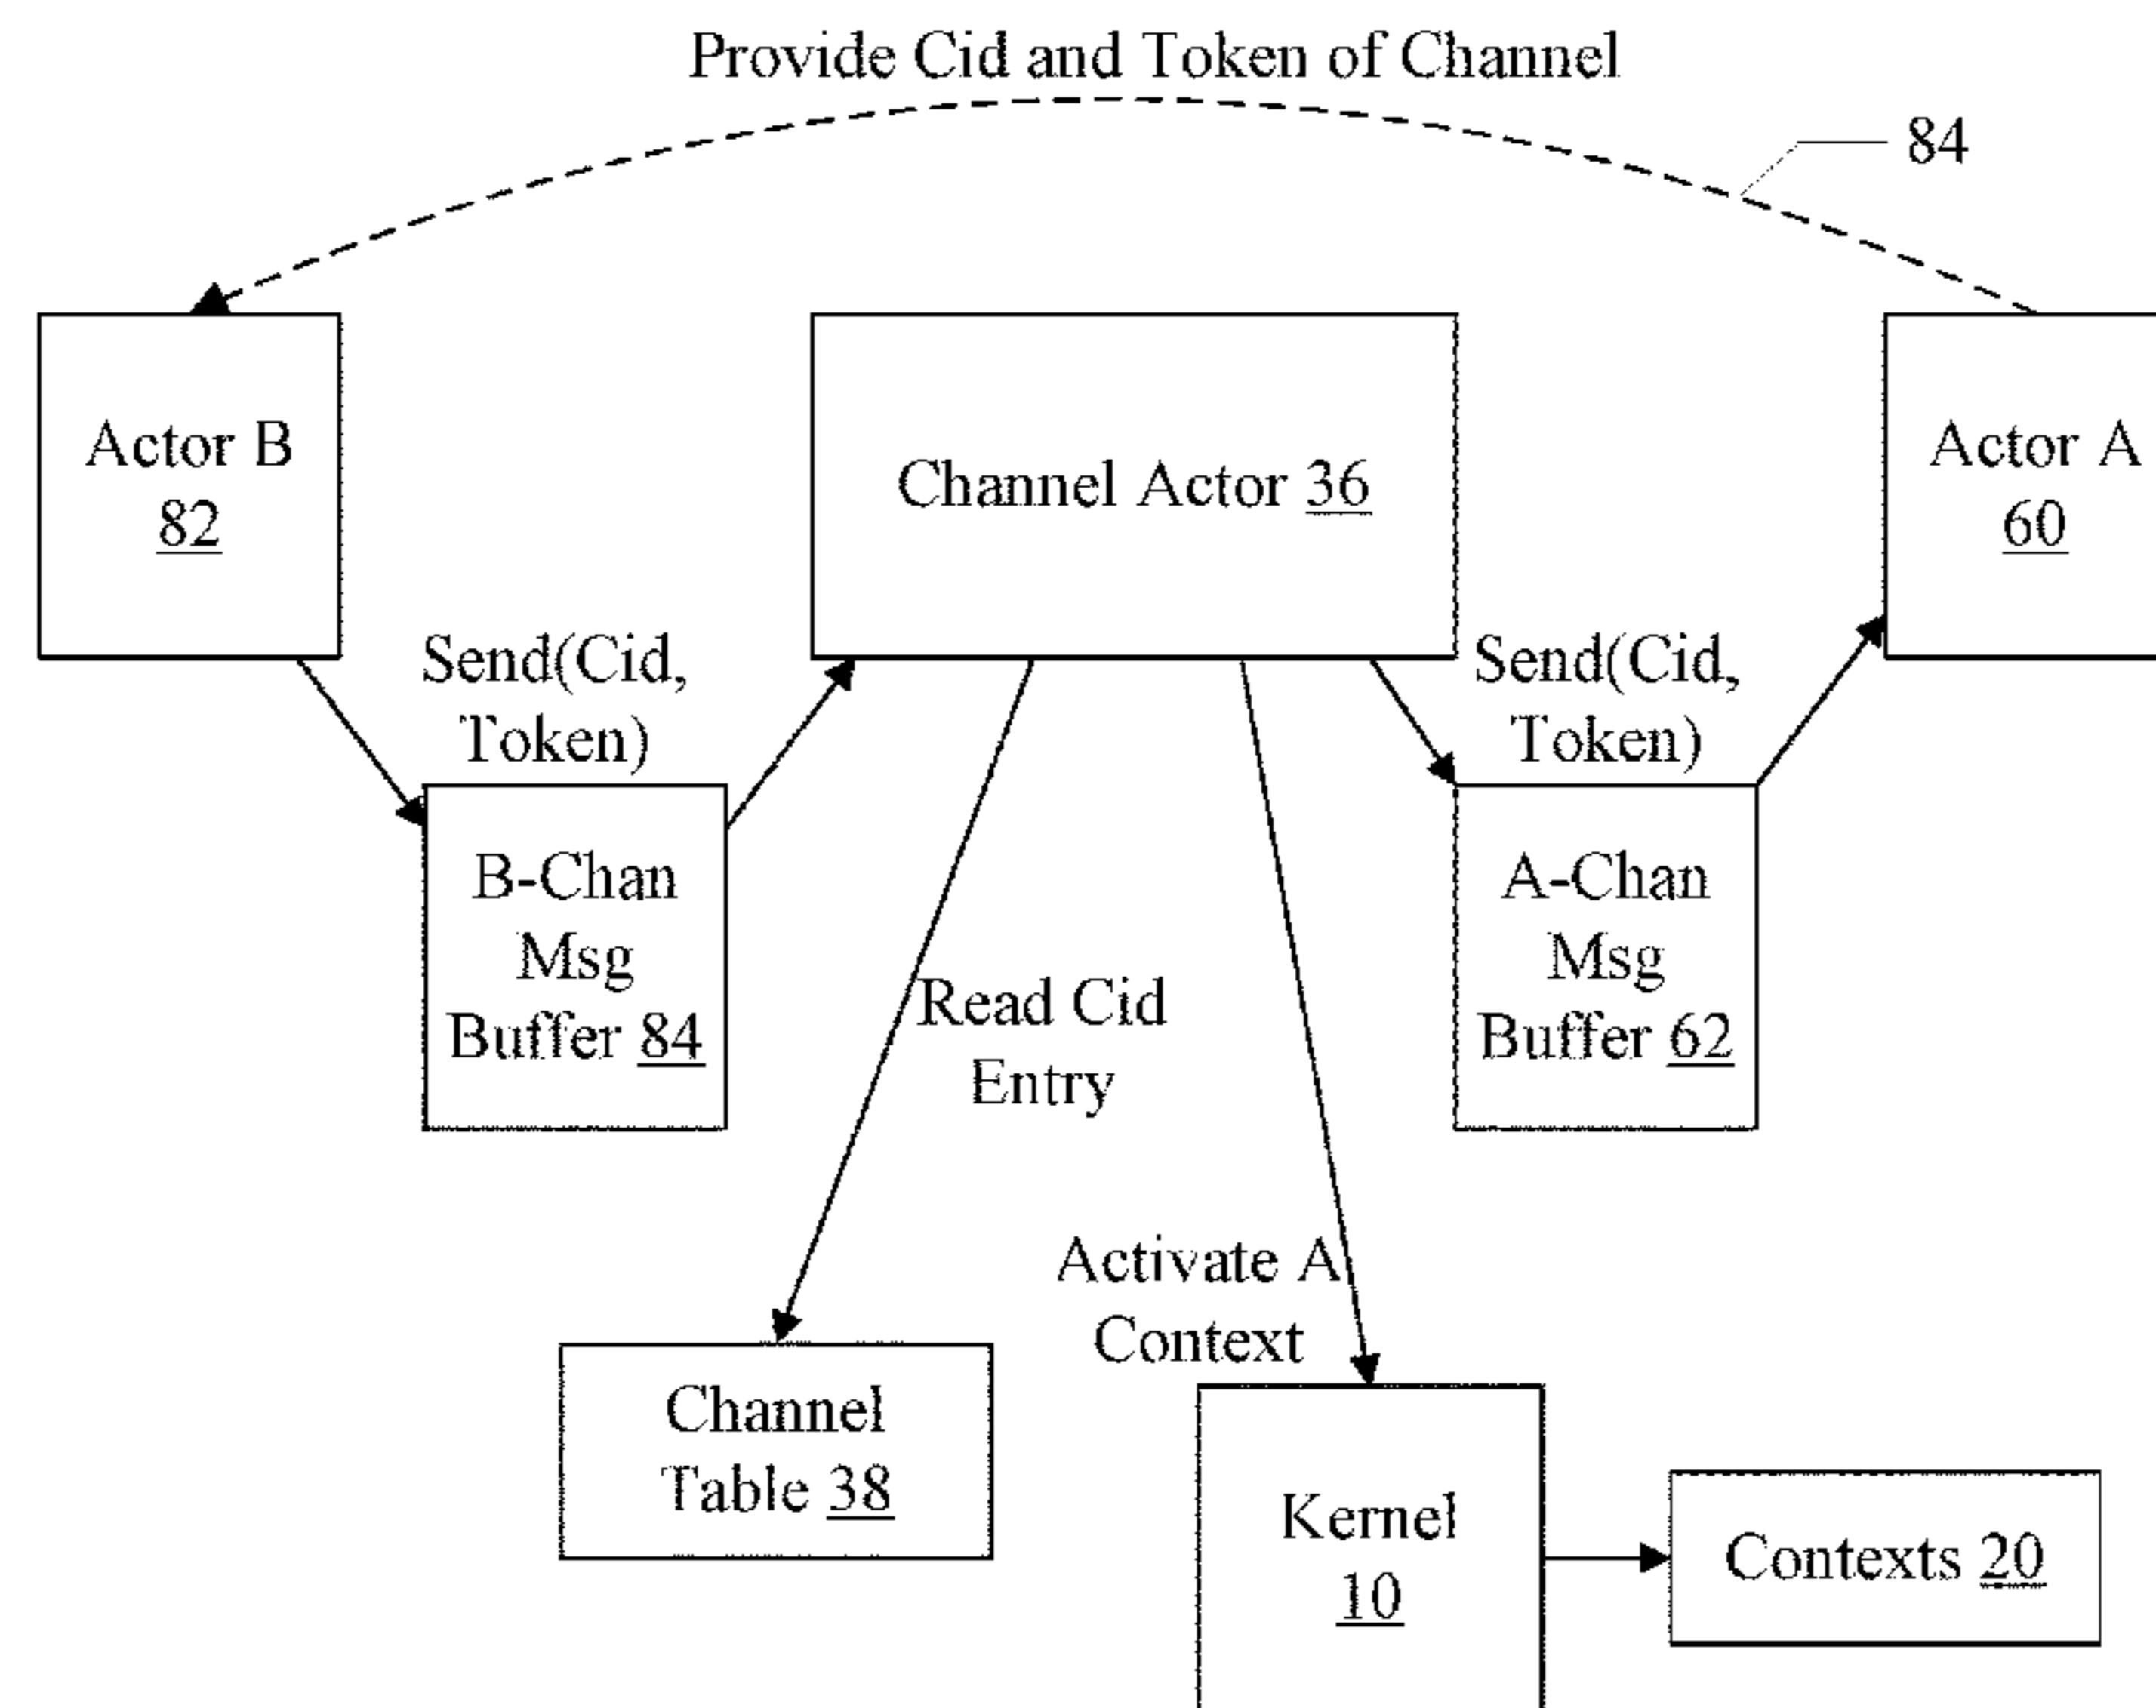 Provide Cid and Token of Channel
84
Actor B
82
Channel Actor 36
Actor A
60
Send(Cid,
Token)
Send(Cid,
Token)
B-Chan
Msg
Buffer 84
A-Chan
Msg
Buffer 62
Read Cid
Entry
Activate A
Context
Channel
Table 38
Kernel
10
Contexts 20